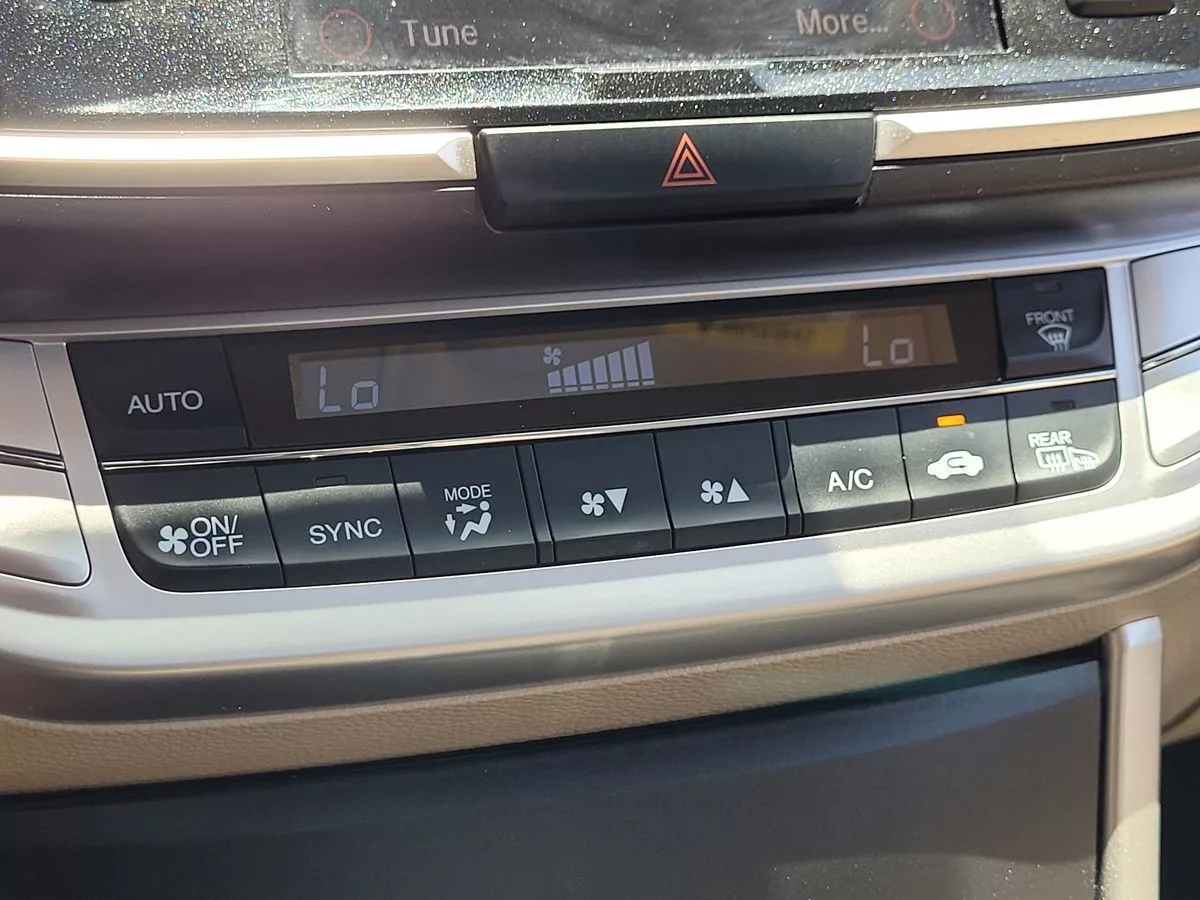 Tune
More...
Lo
Lo
FRONT
AUTO
ON/
OFF
SYNC
MODE
A/C
REAR